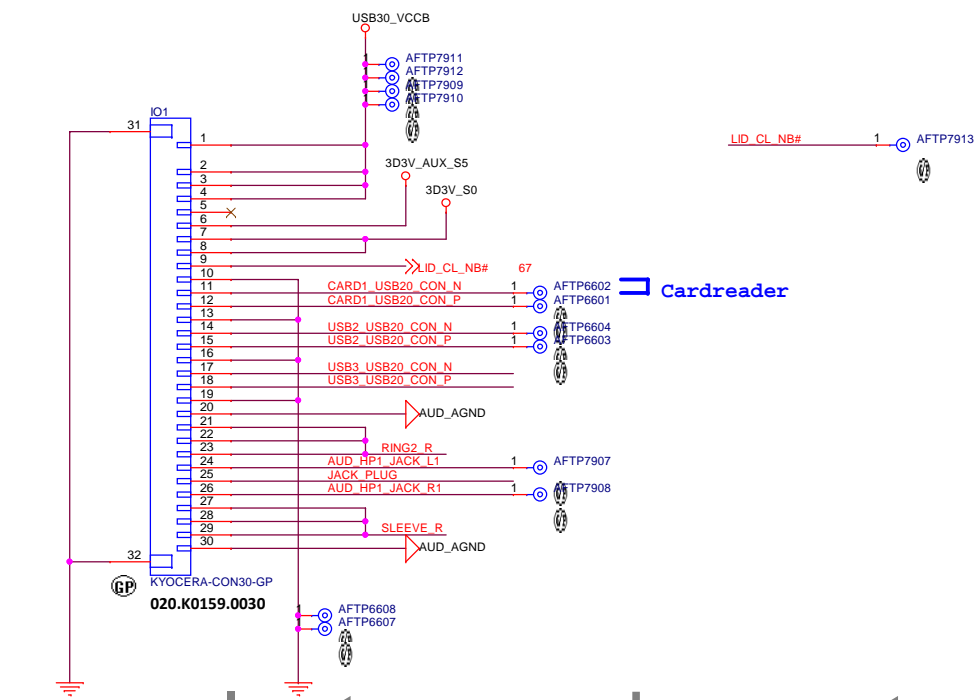 USB30_VCCB
AFTP7911
AFTP7912
AFTP7909
AFTP7910
IO1
31
1
LID_CL_NB#
1
AFTP7913
2
3D3V_AUX_S5
3
3D3V_S0
4
5
6
7
8
9
LID_CL_NB#
67
10
11
CARD1_USB20_CON_N
1
AFTP6602
Cardreader
12
CARD1_USB20_CON_P
1
AFTP6601
13
14
USB2_USB20_CON_N
1
AFTP6604
15
USB2_USB20_CON_P
1
AFTP6603
16
17
USB3_USB20_CON_N
18
USB3_USB20_CON_P
19
20
AUD_AGND
21
22
23
RING2_R
24
AUD_HP1_JACK_L1
1
AFTP7907
25
JACK_PLUG
26
AUD_HP1_JACK_R1
1
AFTP7908
27
28
29
SLEEVE_R
30
AUD_AGND
32
GP
KYOCERA-CON30-GP
020.K0159.0030
AFTP6608
AFTP6607